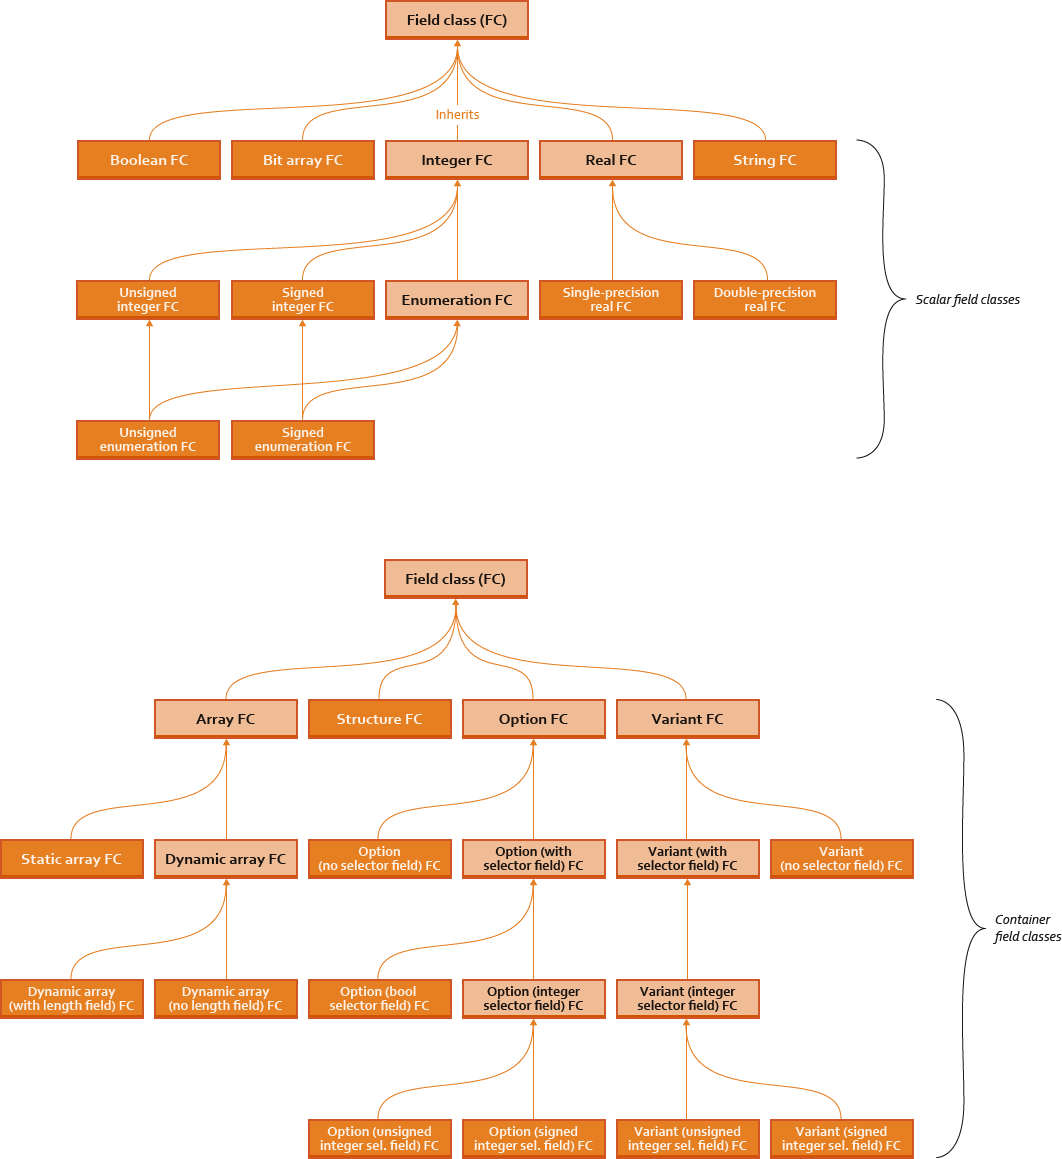 Field class (FC)
Inherits
Boolean FC
Bit array FC
Integer FC
Real FC
String FC
Unsigned
integer FC
Signed
integer FC
Enumeration FC
Single-precision
real FC
Double-precision
real FC
Scalar field classes
Unsigned
enumeration FC
Signed
enumeration FC
Field class (FC)
Array FC
Structure FC
Option FC
Variant FC
Static array FC
Dynamic array FC
Option
(no selector field) FC
Option (with
selector field) FC
Variant (with
selector field) FC
Variant
(no selector field) FC
Container
field classes
Dynamic array
(with length field) FC
Dynamic array
(no length field) FC
Option (bool
selector field) FC
Option (integer
selector field) FC
Variant (integer
selector field) FC
Option (unsigned
integer sel. field) FC
Option (signed
integer sel. field) FC
Variant (unsigned
integer sel. field) FC
Variant (signed
integer sel. field) FC